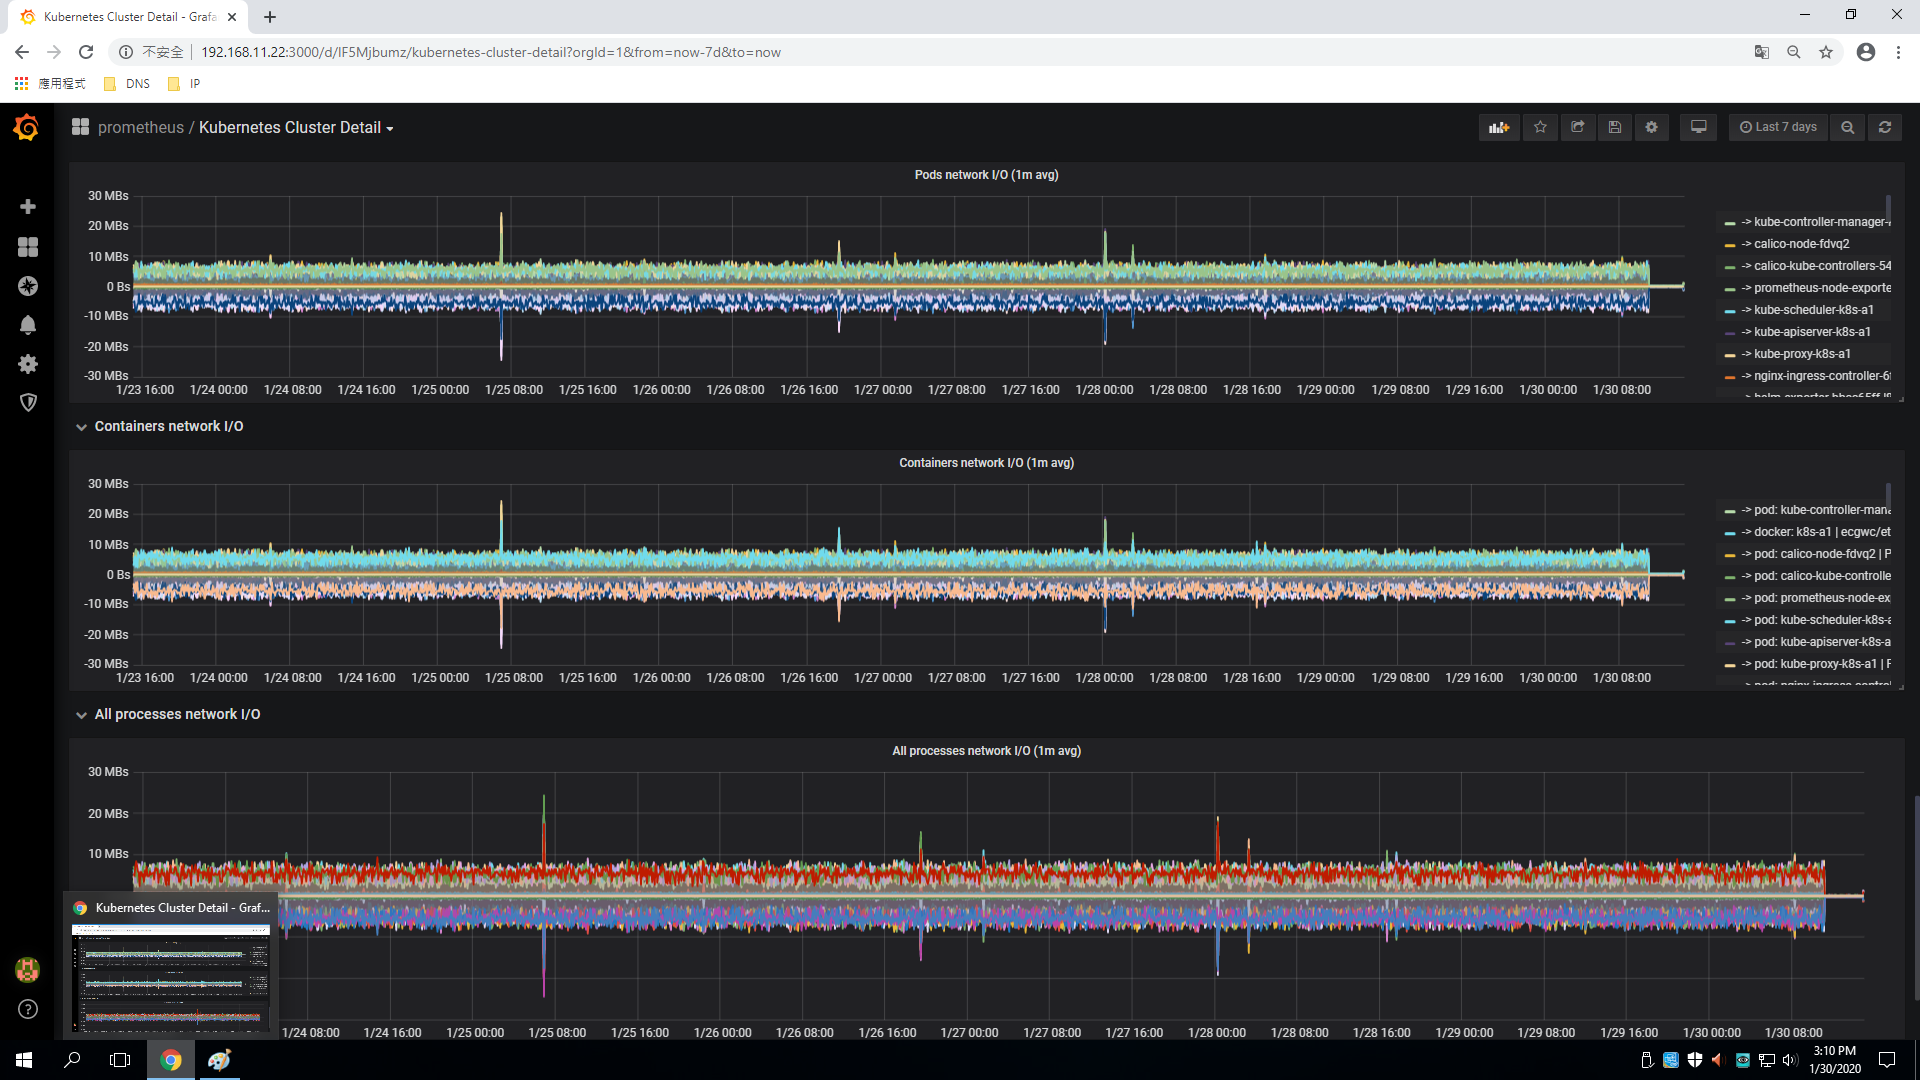 Kubernetes Cluster Detail - Grafa
不安全
192.168.11.22:3000/d/IF5Mjbumz/kubernetes-cluster-detail?orgId=1&from=now-7d&to=now
應用程式 DNS IP
prometheus / Kubernetes Cluster Detail
Last 7 days
Pods network I/O (1m avg)
30 MBs
20 MBs
10 MBs
0 Bs
-10 MBs
-20 MBs
-30 MBs
1/23 16:00 1/24 00:00 1/24 08:00 1/24 16:00 1/25 00:00 1/25 08:00 1/25 16:00 1/26 00:00 1/26 08:00 1/26 16:00 1/27 00:00 1/27 08:00 1/27 16:00 1/28 00:00 1/28 08:00 1/28 16:00 1/29 00:00 1/29 08:00 1/29 16:00 1/30 00:00 1/30 08:00
-> kube-controller-manager-
-> calico-node-fdvq2
-> calico-kube-controllers-54
-> prometheus-node-exporte
-> kube-scheduler-k8s-a1
-> kube-apiserver-k8s-a1
-> kube-proxy-k8s-a1
-> nginx-ingress-controller-6
Containers network I/O
Containers network I/O (1m avg)
30 MBs
20 MBs
10 MBs
0 Bs
-10 MBs
-20 MBs
-30 MBs
1/23 16:00 1/24 00:00 1/24 08:00 1/24 16:00 1/25 00:00 1/25 08:00 1/25 16:00 1/26 00:00 1/26 08:00 1/26 16:00 1/27 00:00 1/27 08:00 1/27 16:00 1/28 00:00 1/28 08:00 1/28 16:00 1/29 00:00 1/29 08:00 1/29 16:00 1/30 00:00 1/30 08:00
-> pod: kube-controller-mana
-> docker: k8s-a1 | ecgwc/et
-> pod: calico-node-fdvq2 | P
-> pod: calico-kube-controlle
-> pod: prometheus-node-ex
-> pod: kube-scheduler-k8s-a
-> pod: kube-apiserver-k8s-a
-> pod: kube-proxy-k8s-a1 | F
All processes network I/O
All processes network I/O (1m avg)
30 MBs
20 MBs
10 MBs
Kubernetes Cluster Detail - Graf...
1/24 08:00 1/24 16:00 1/25 00:00 1/25 08:00 1/25 16:00 1/26 00:00 1/26 08:00 1/26 16:00 1/27 00:00 1/27 08:00 1/27 16:00 1/28 00:00 1/28 08:00 1/28 16:00 1/29 00:00 1/29 08:00 1/29 16:00 1/30 00:00 1/30 08:00
3:10 PM
1/30/2020